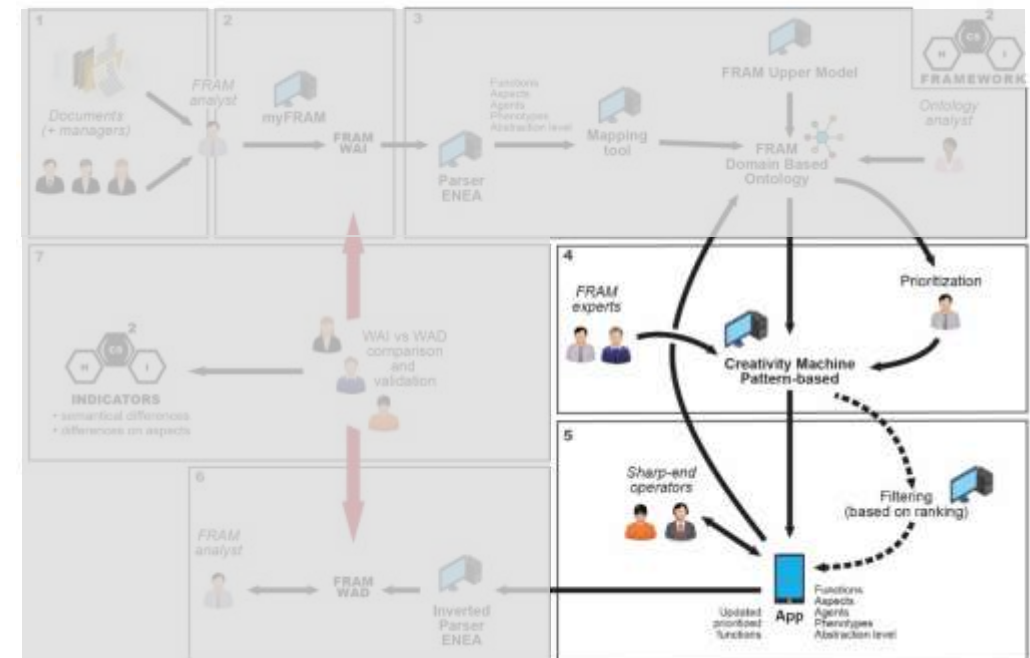 1
Documents
(+ managers)
FRAM
analyst
2
myFRAM
FRAM
WAI
3
Parser
ENEA
Functions
Aspects
Agents
Phenotypes
Abstraction level
Mapping
tool
FRAM Upper Model
FRAM
Domain Based
Ontology
2
H
CS
I
FRAMEWORK
Ontology
analyst
7
2
H
CS
I
INDICATORS
• semantical differences
• differences on aspects
WAI vs WAD
comparison
and
validation
4
FRAM
experts
Creativity Machine
Pattern-based
Prioritization
6
FRAM
analyst
FRAM
WAD
Inverted
Parser
ENEA
5
Sharp-end
operators
Filtering
(based on ranking)
Updated
prioritized
functions
App
Functions
Aspects
Agents
Phenotypes
Abstraction level